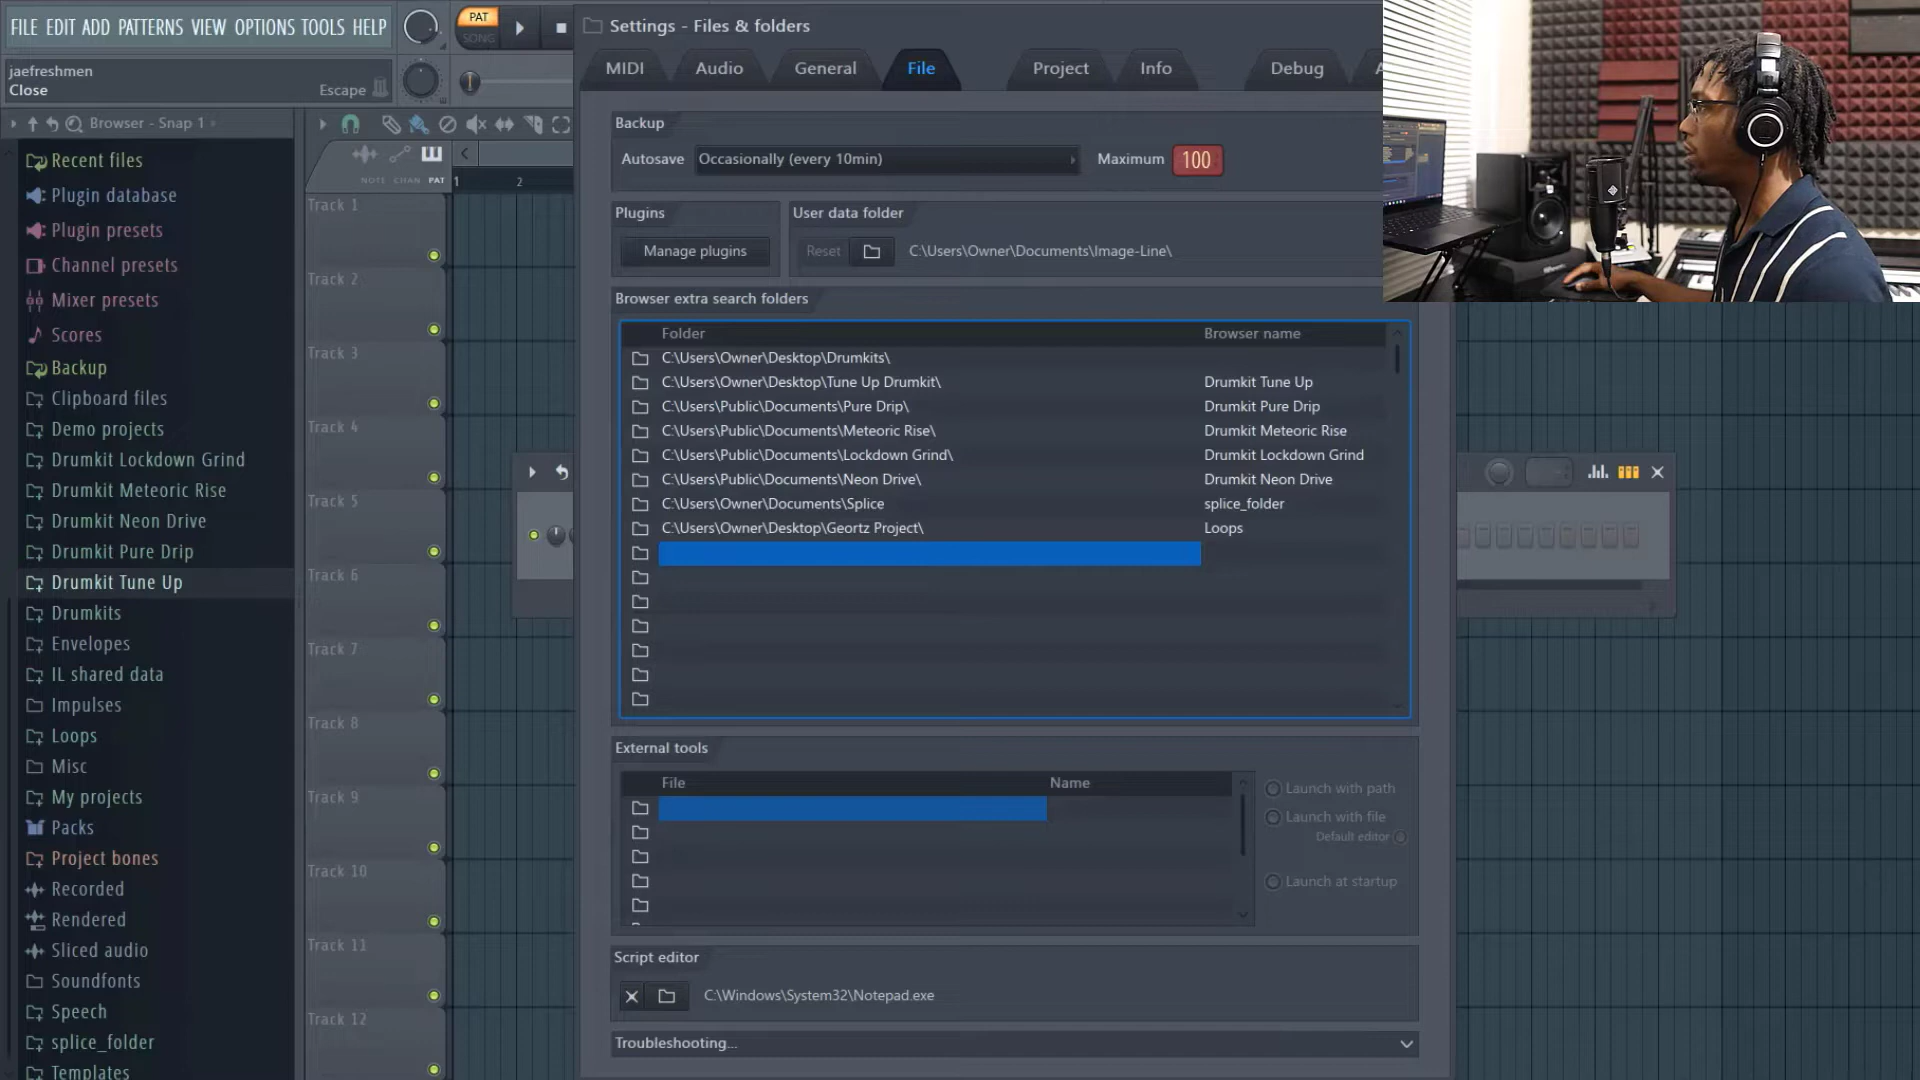 FILE EDIT ADD PATTERNS VIEW OPTIONS TOOLS HELP
PAT
SONG
jaefreshmen
Close
Escape
Browser - Snap 1
Recent files
Plugin database
Plugin presets
Channel presets
Mixer presets
Scores
Backup
Clipboard files
Demo projects
Drumkit Lockdown Grind
Drumkit Meteoric Rise
Drumkit Neon Drive
Drumkit Pure Drip
Drumkit Tune Up
Drumkits
Envelopes
IL shared data
Impulses
Loops
Misc
My projects
Packs
Project bones
Recorded
Rendered
Sliced audio
Soundfonts
Speech
splice_folder
Templates
NOTE CHAN PAT
1 2
Track 1
Track 2
Track 3
Track 4
Track 5
Track 6
Track 7
Track 8
Track 9
Track 10
Track 11
Track 12
Settings - Files & folders
MIDI Audio General File Project Info Debug
Backup
Autosave Occasionally (every 10min) Maximum 100
Plugins
Manage plugins
User data folder
Reset C:\Users\Owner\Documents\Image-Line\
Browser extra search folders
Folder Browser name
C:\Users\Owner\Desktop\Drumkits\
C:\Users\Owner\Desktop\Tune Up Drumkit\ Drumkit Tune Up
C:\Users\Public\Documents\Pure Drip\ Drumkit Pure Drip
C:\Users\Public\Documents\Meteoric Rise\ Drumkit Meteoric Rise
C:\Users\Public\Documents\Lockdown Grind\ Drumkit Lockdown Grind
C:\Users\Public\Documents\Neon Drive\ Drumkit Neon Drive
C:\Users\Owner\Documents\Splice splice_folder
C:\Users\Owner\Desktop\Geortz Project\ Loops
External tools
File Name
Launch with path
Launch with file
Default editor
Launch at startup
Script editor
C:\Windows\System32\Notepad.exe
Troubleshooting...